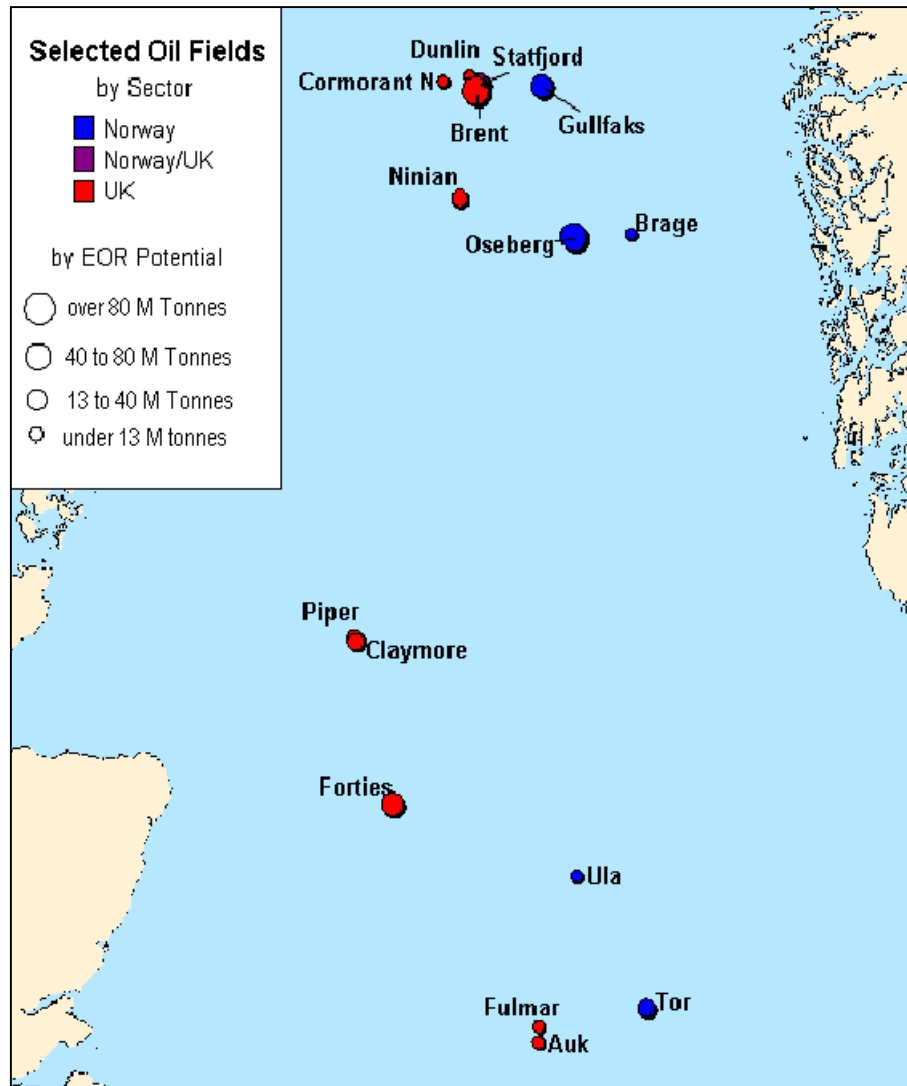 Selected Oil Fields
by Sector
Norway
Norway/UK
UK
by EOR Potential
over 80 M Tonnes
40 to 80 M Tonnes
13 to 40 M Tonnes
under 13 M tonnes
Dunlin
Statfjord
Cormorant N
Brent
Gullfaks
Ninian
Oseberg
Brage
Piper
Claymore
Forties
Ula
Tor
Fulmar
Auk